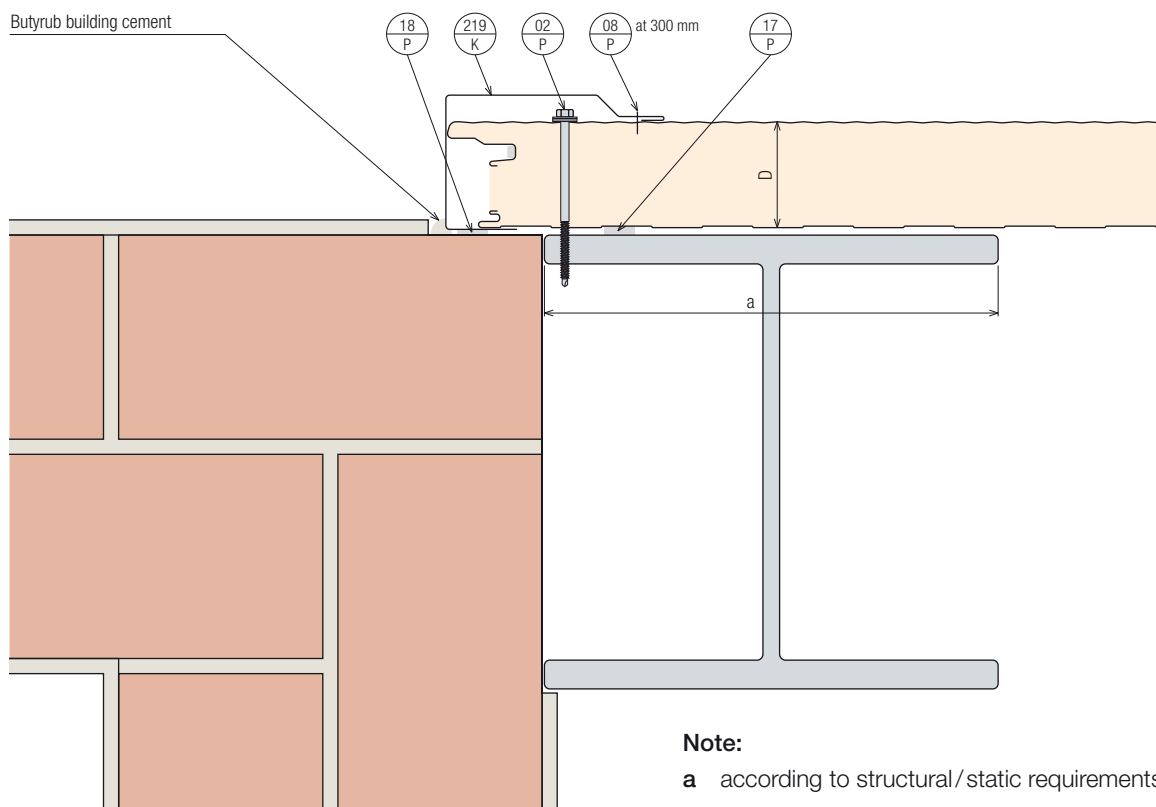 Butyrub building cement
18
P
219
K
02
P
08
P
at 300 mm
17
P
D
a
Note:
a according to structural/static requirements